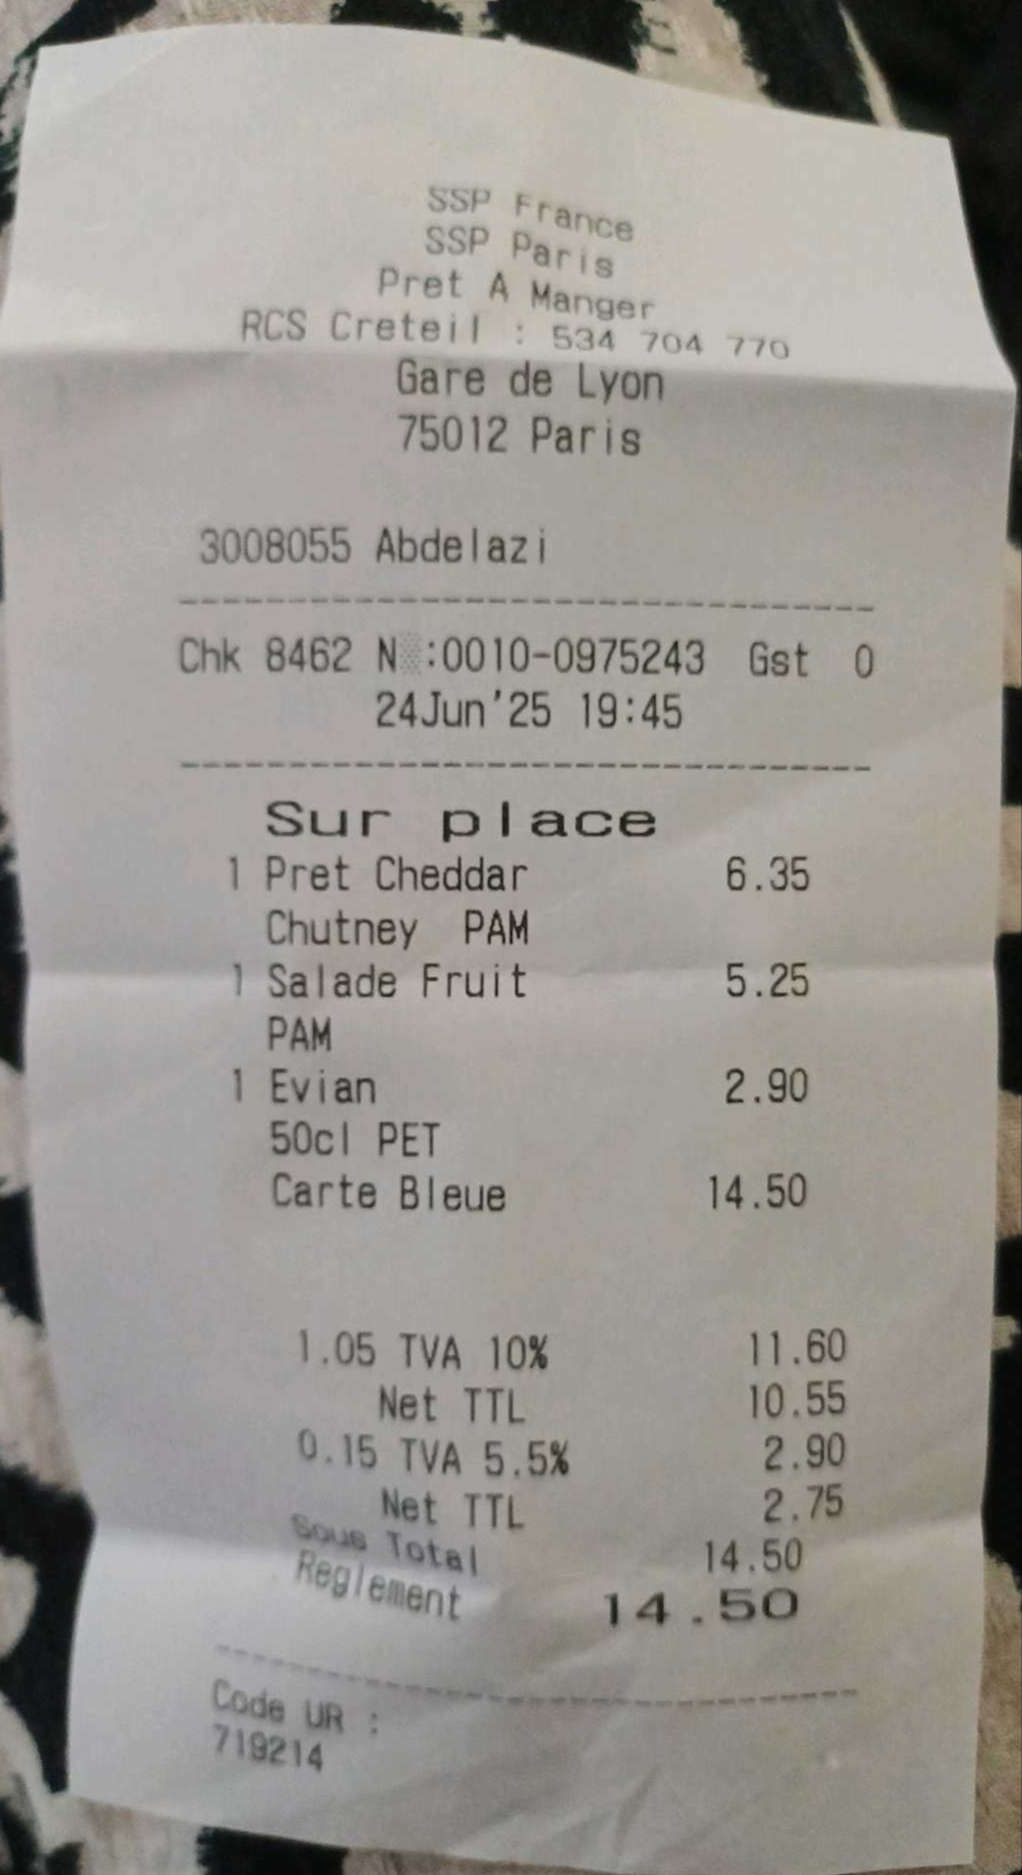 SSP France
SSP Paris
Pret A Manger
RCS Creteil : 534 704 770
Gare de Lyon
75012 Paris
3008055 Abdelazi
Chk 8462 N :0010-0975243 Gst 0
24Jun'25 19:45
Sur place
1 Pret Cheddar 6.35
Chutney PAM
1 Salade Fruit 5.25
PAM
1 Evian 2.90
50cl PET
Carte Bleue 14.50
1.05 TVA 10% 11.60
Net TTL 10.55
0.15 TVA 5.5% 2.90
Net TTL 2.75
Sous Total 14.50
Reglement 14.50
Code UR :
719214